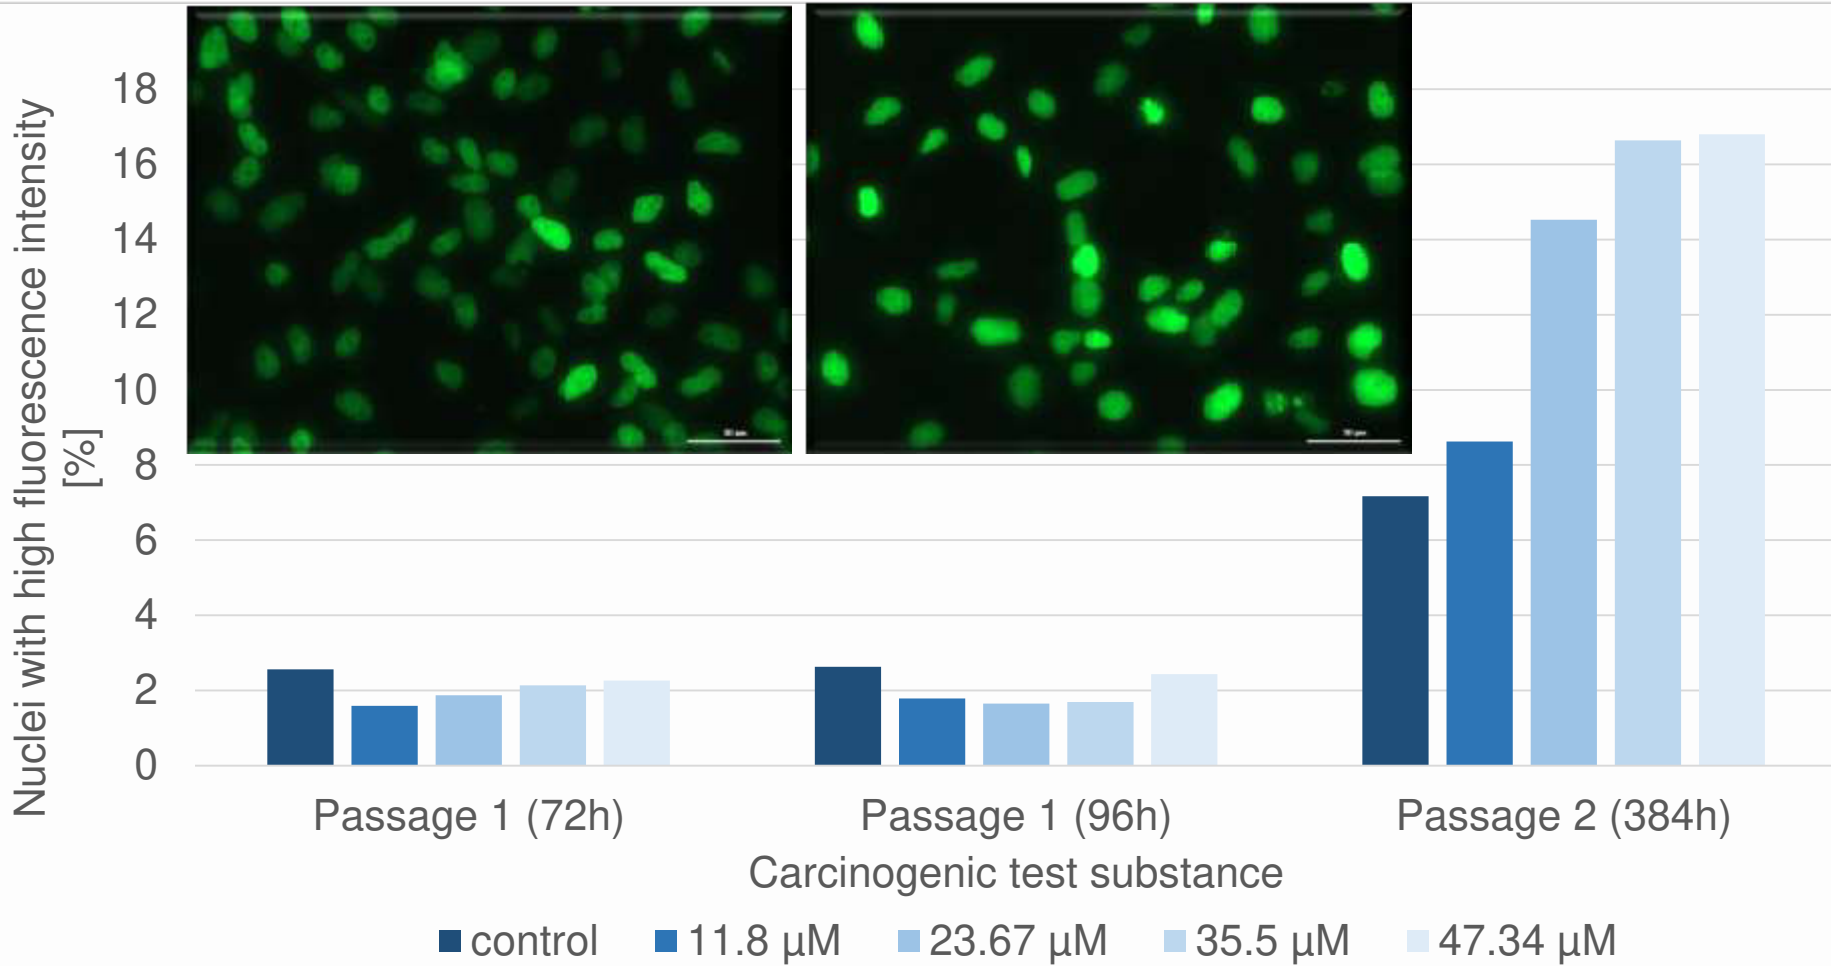 Nuclei with high fluorescence intensity
[%]
18
16
14
12
10
8
6
4
2
0
Passage 1 (72h) Passage 1 (96h) Passage 2 (384h)
Carcinogenic test substance
control 11.8 µM 23.67 µM 35.5 µM 47.34 µM